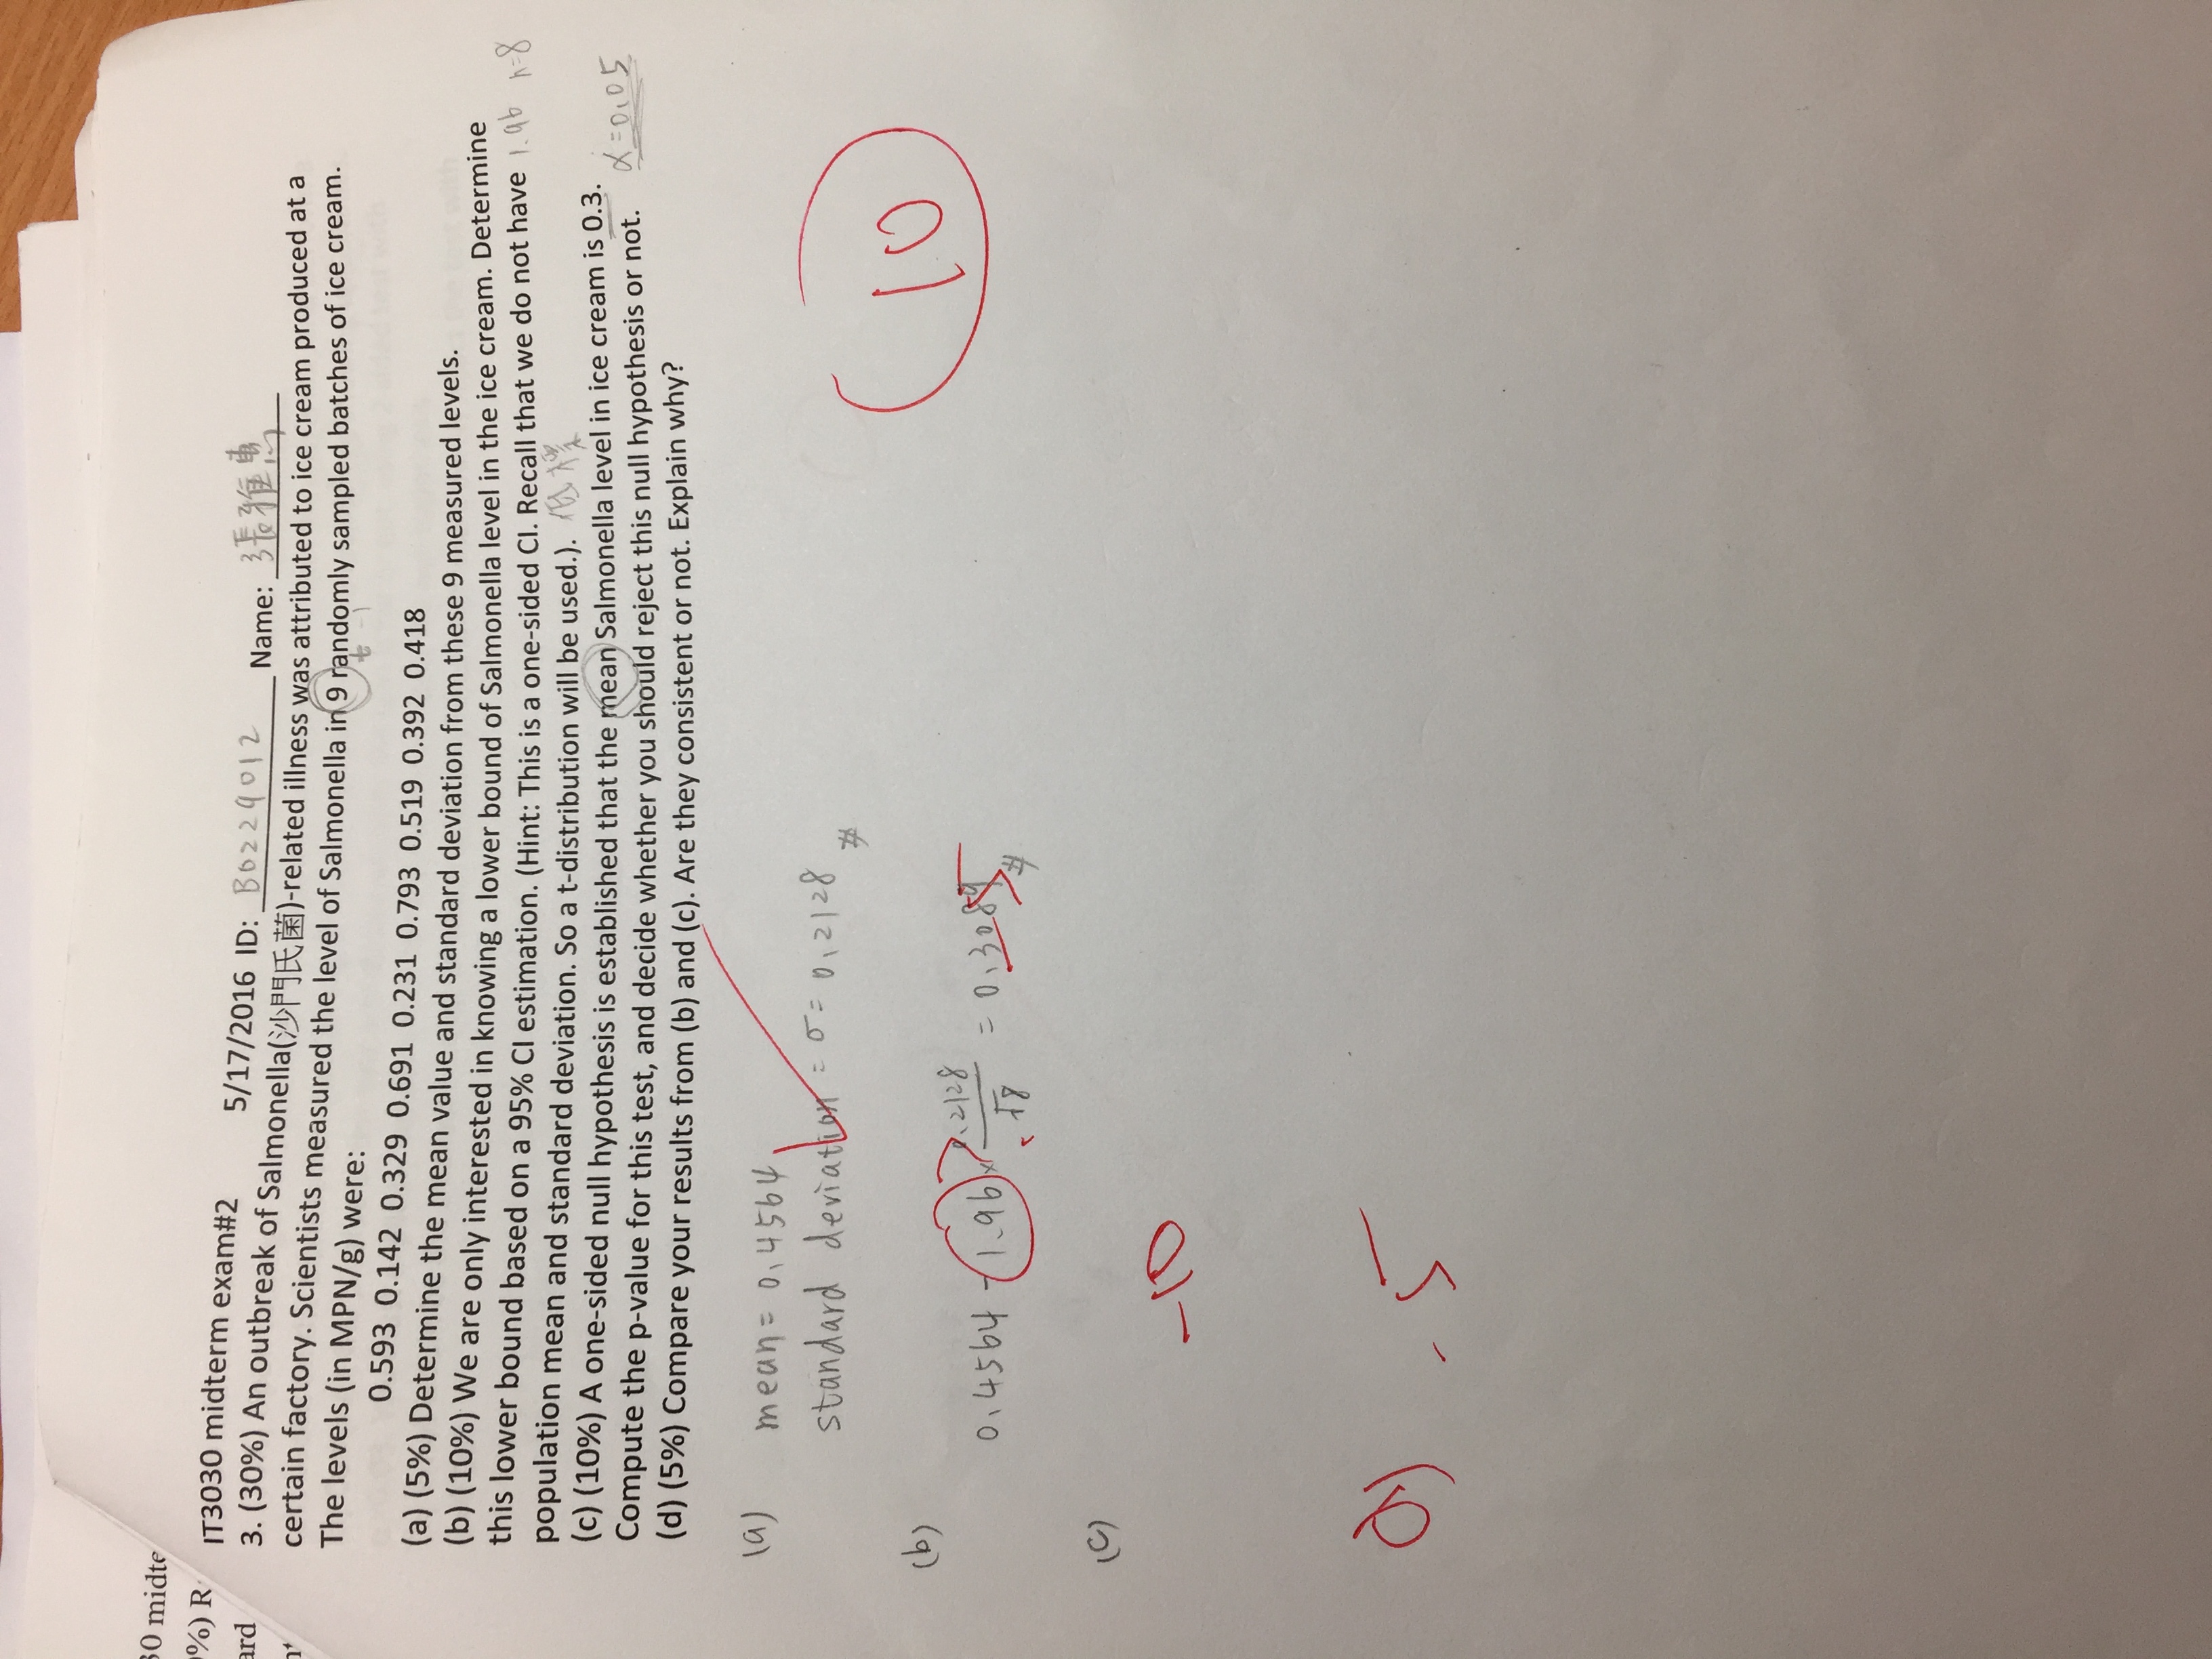 30 midte
%) R
ard
IT3030 midterm exam#2 5/17/2016 ID: B0229012 Name: 張雅惠
3. (30%) An outbreak of Salmonella(沙門氏菌)-related illness was attributed to ice cream produced at a
certain factory. Scientists measured the level of Salmonella in 9 randomly sampled batches of ice cream.
t -1
The levels (in MPN/g) were:
0.593 0.142 0.329 0.691 0.231 0.793 0.519 0.392 0.418
(a) (5%) Determine the mean value and standard deviation from these 9 measured levels.
(b) (10%) We are only interested in knowing a lower bound of Salmonella level in the ice cream. Determine
this lower bound based on a 95% CI estimation. (Hint: This is a one-sided CI. Recall that we do not have 1.96 n=8
population mean and standard deviation. So a t-distribution will be used.). 低標
(c) (10%) A one-sided null hypothesis is established that the mean Salmonella level in ice cream is 0.3.
Compute the p-value for this test, and decide whether you should reject this null hypothesis or not. α=0.05
(d) (5%) Compare your results from (b) and (c). Are they consistent or not. Explain why?
(a) mean = 0.4564
standard deviation = σ = 0.2128 #
10
(b)
0.4564 - 1.96 × 0.2128/√8 = 0.3089 #
-5
(c)
-10
d) -5